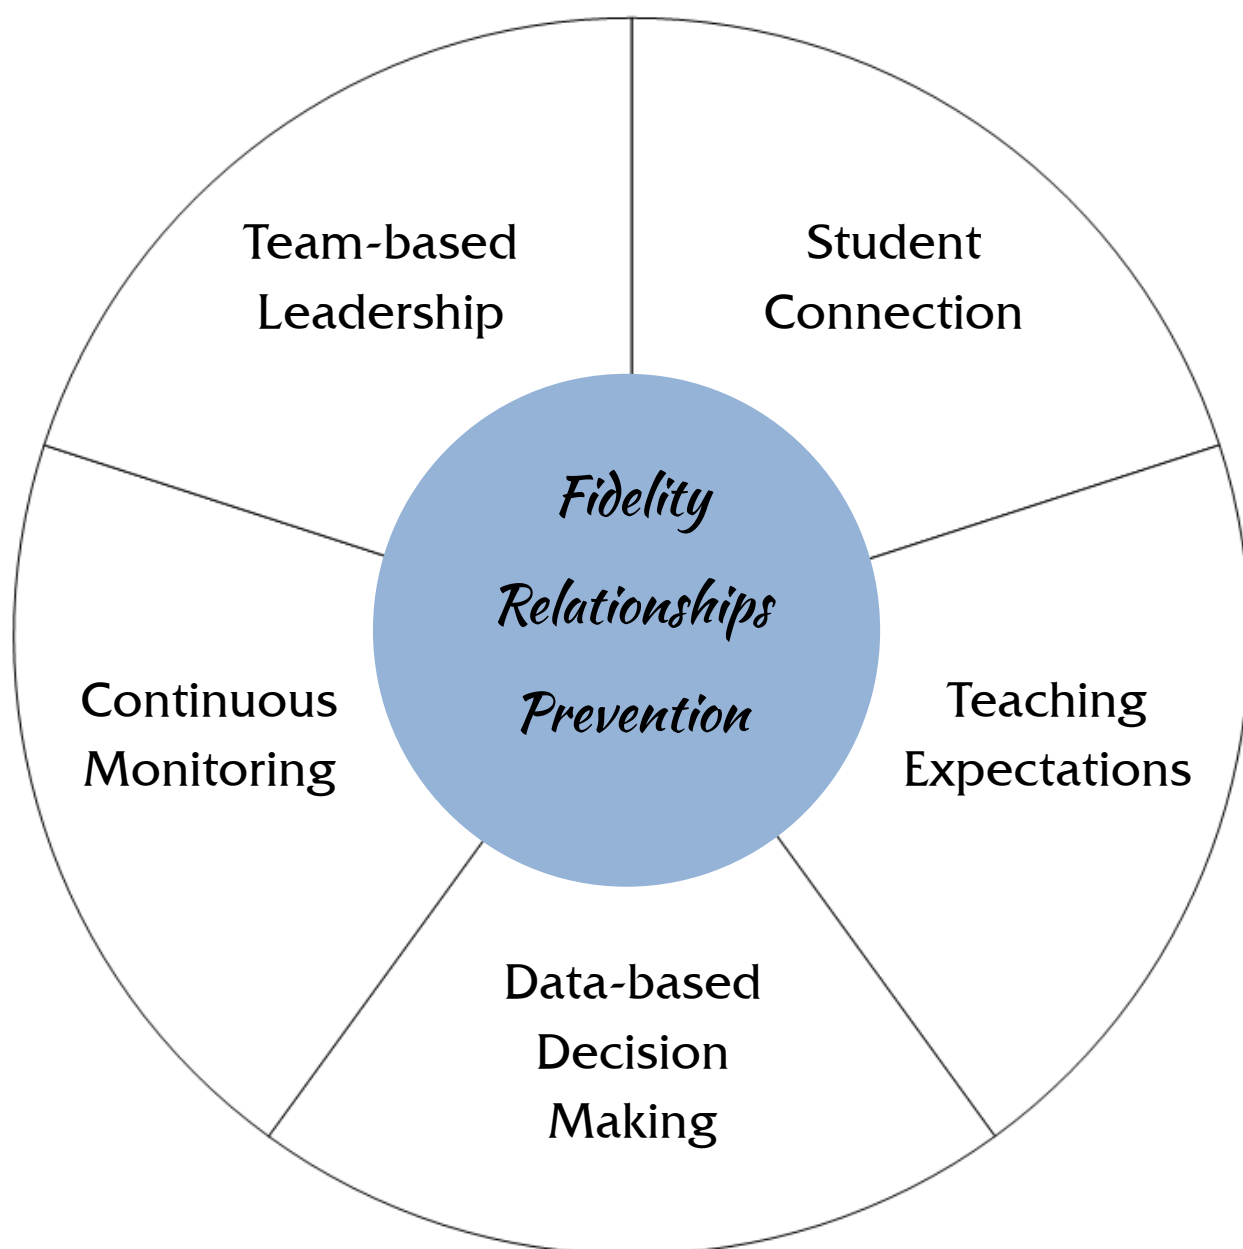 Team-based
Leadership
Student
Connection
Fidelity
Relationships
Prevention
Continuous
Monitoring
Teaching
Expectations
Data-based
Decision
Making